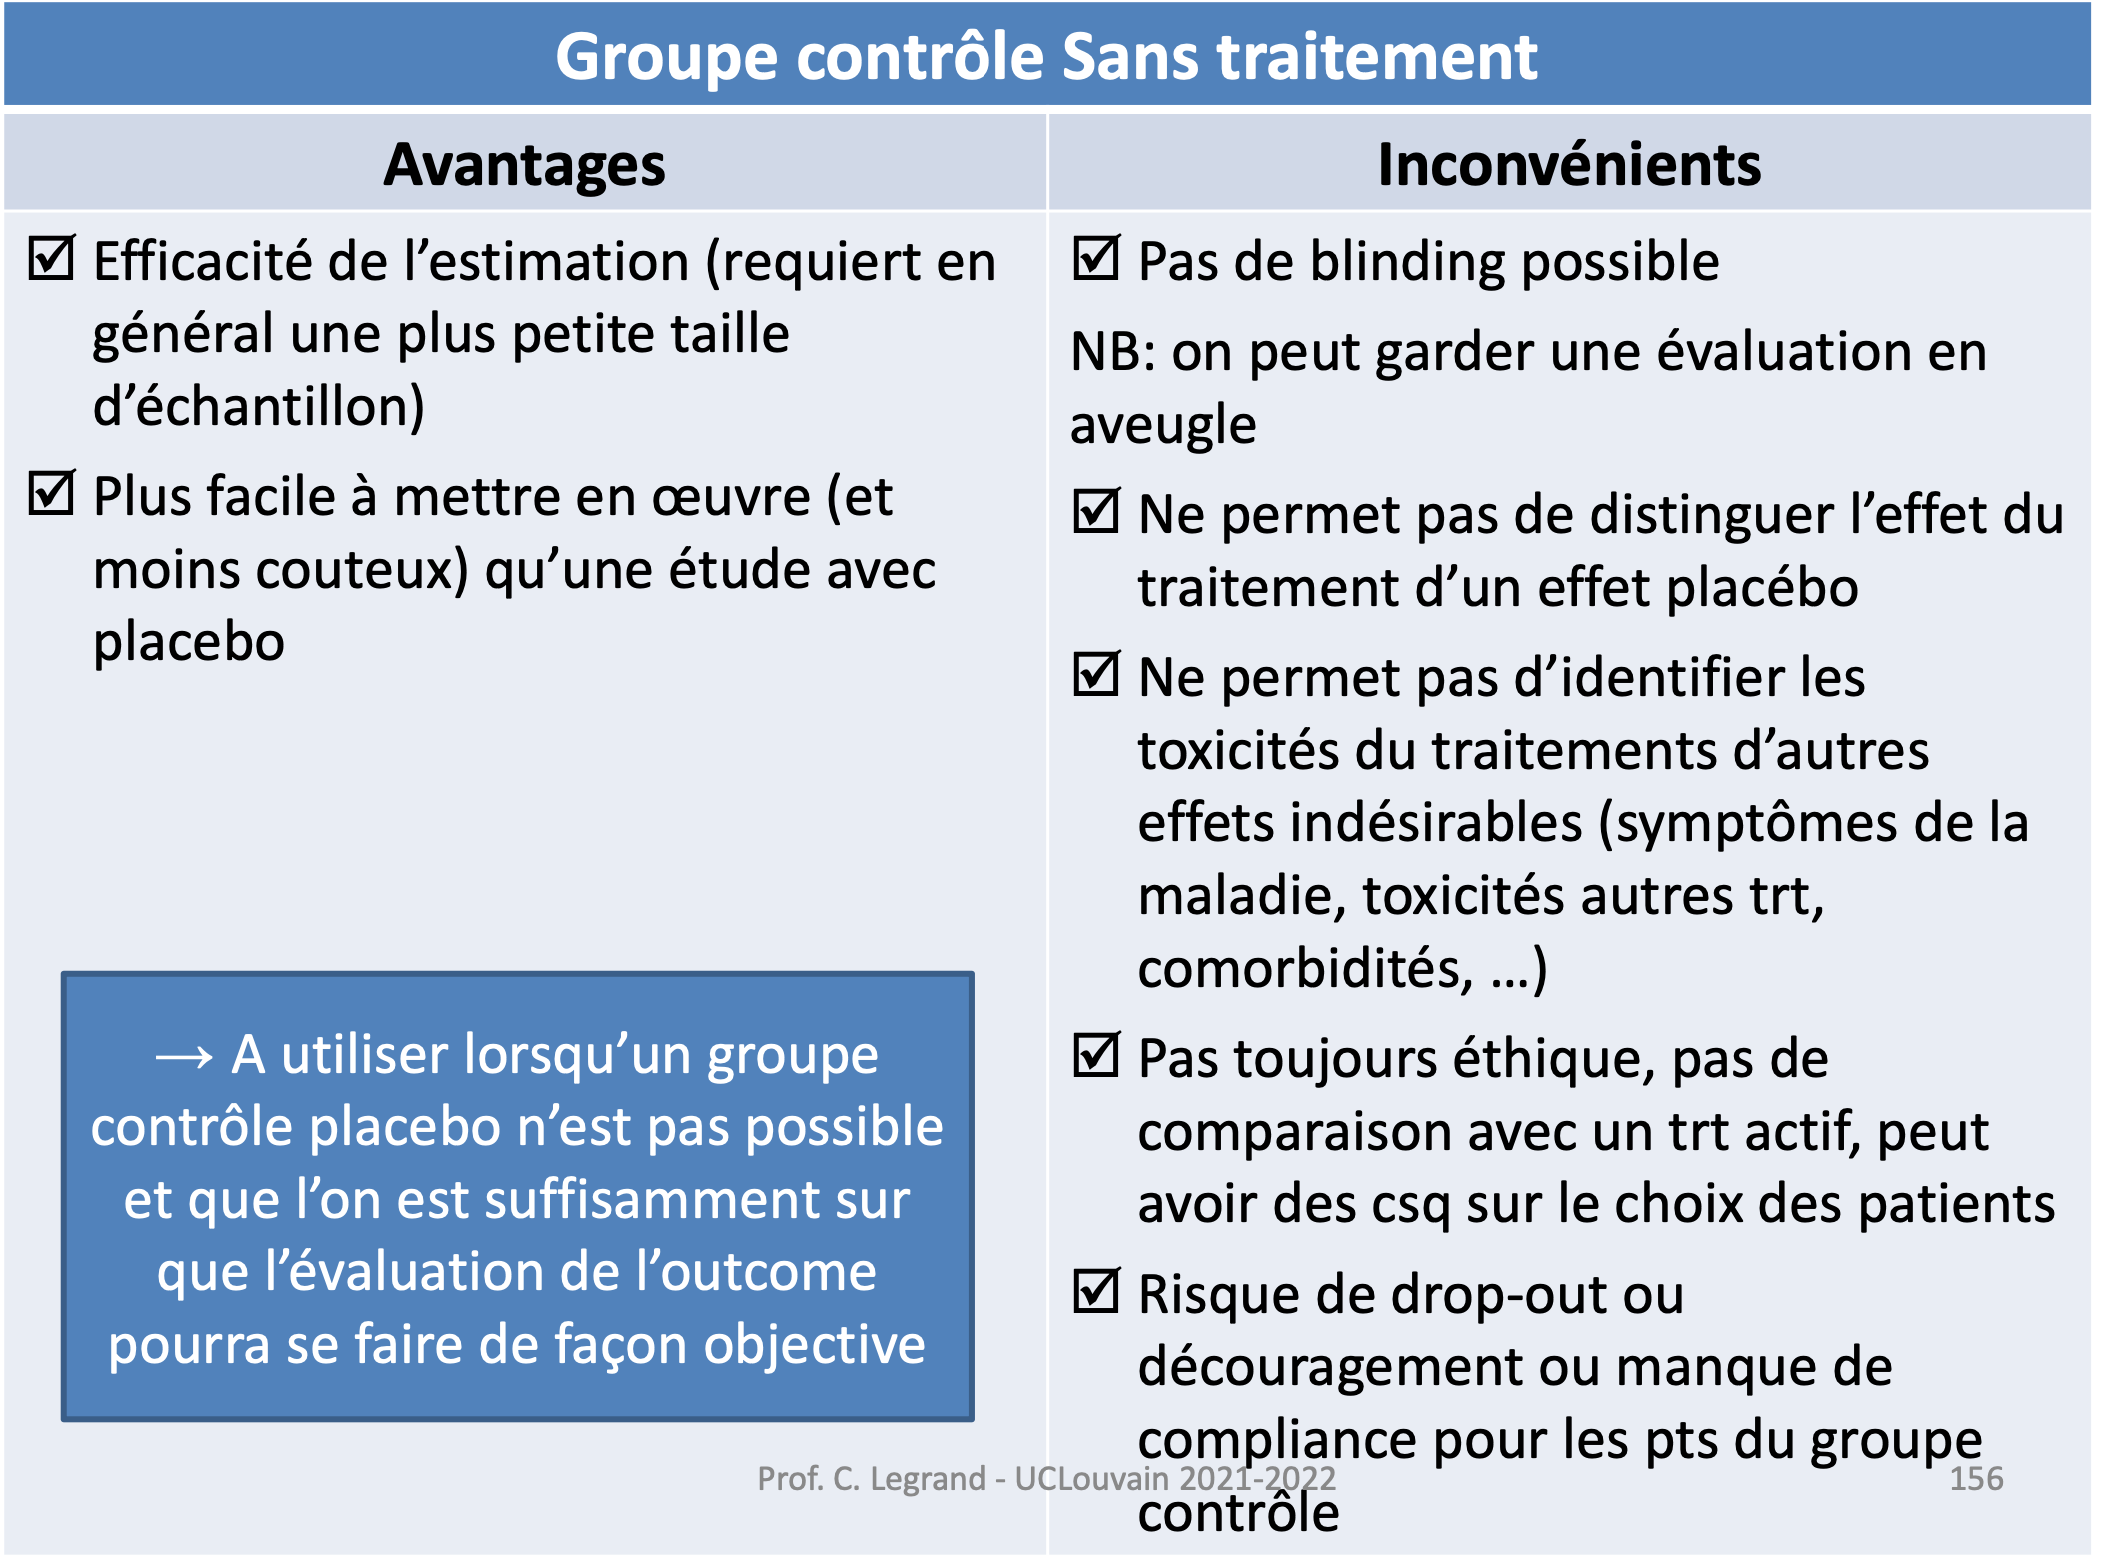 Groupe contrôle Sans traitement
Avantages
☑ Efficacité de l’estimation (requiert en
général une plus petite taille
d’échantillon)
☑ Plus facile à mettre en œuvre (et
moins couteux) qu’une étude avec
placebo
→ A utiliser lorsqu’un groupe
contrôle placebo n’est pas possible
et que l’on est suffisamment sur
que l’évaluation de l’outcome
pourra se faire de façon objective
Inconvénients
☑ Pas de blinding possible
NB: on peut garder une évaluation en
aveugle
☑ Ne permet pas de distinguer l’effet du
traitement d’un effet placébo
☑ Ne permet pas d’identifier les
toxicités du traitements d’autres
effets indésirables (symptômes de la
maladie, toxicités autres trt,
comorbidités, …)
☑ Pas toujours éthique, pas de
comparaison avec un trt actif, peut
avoir des csq sur le choix des patients
☑ Risque de drop-out ou
découragement ou manque de
compliance pour les pts du groupe
contrôle
Prof. C. Legrand - UCLouvain 2021-2022
156